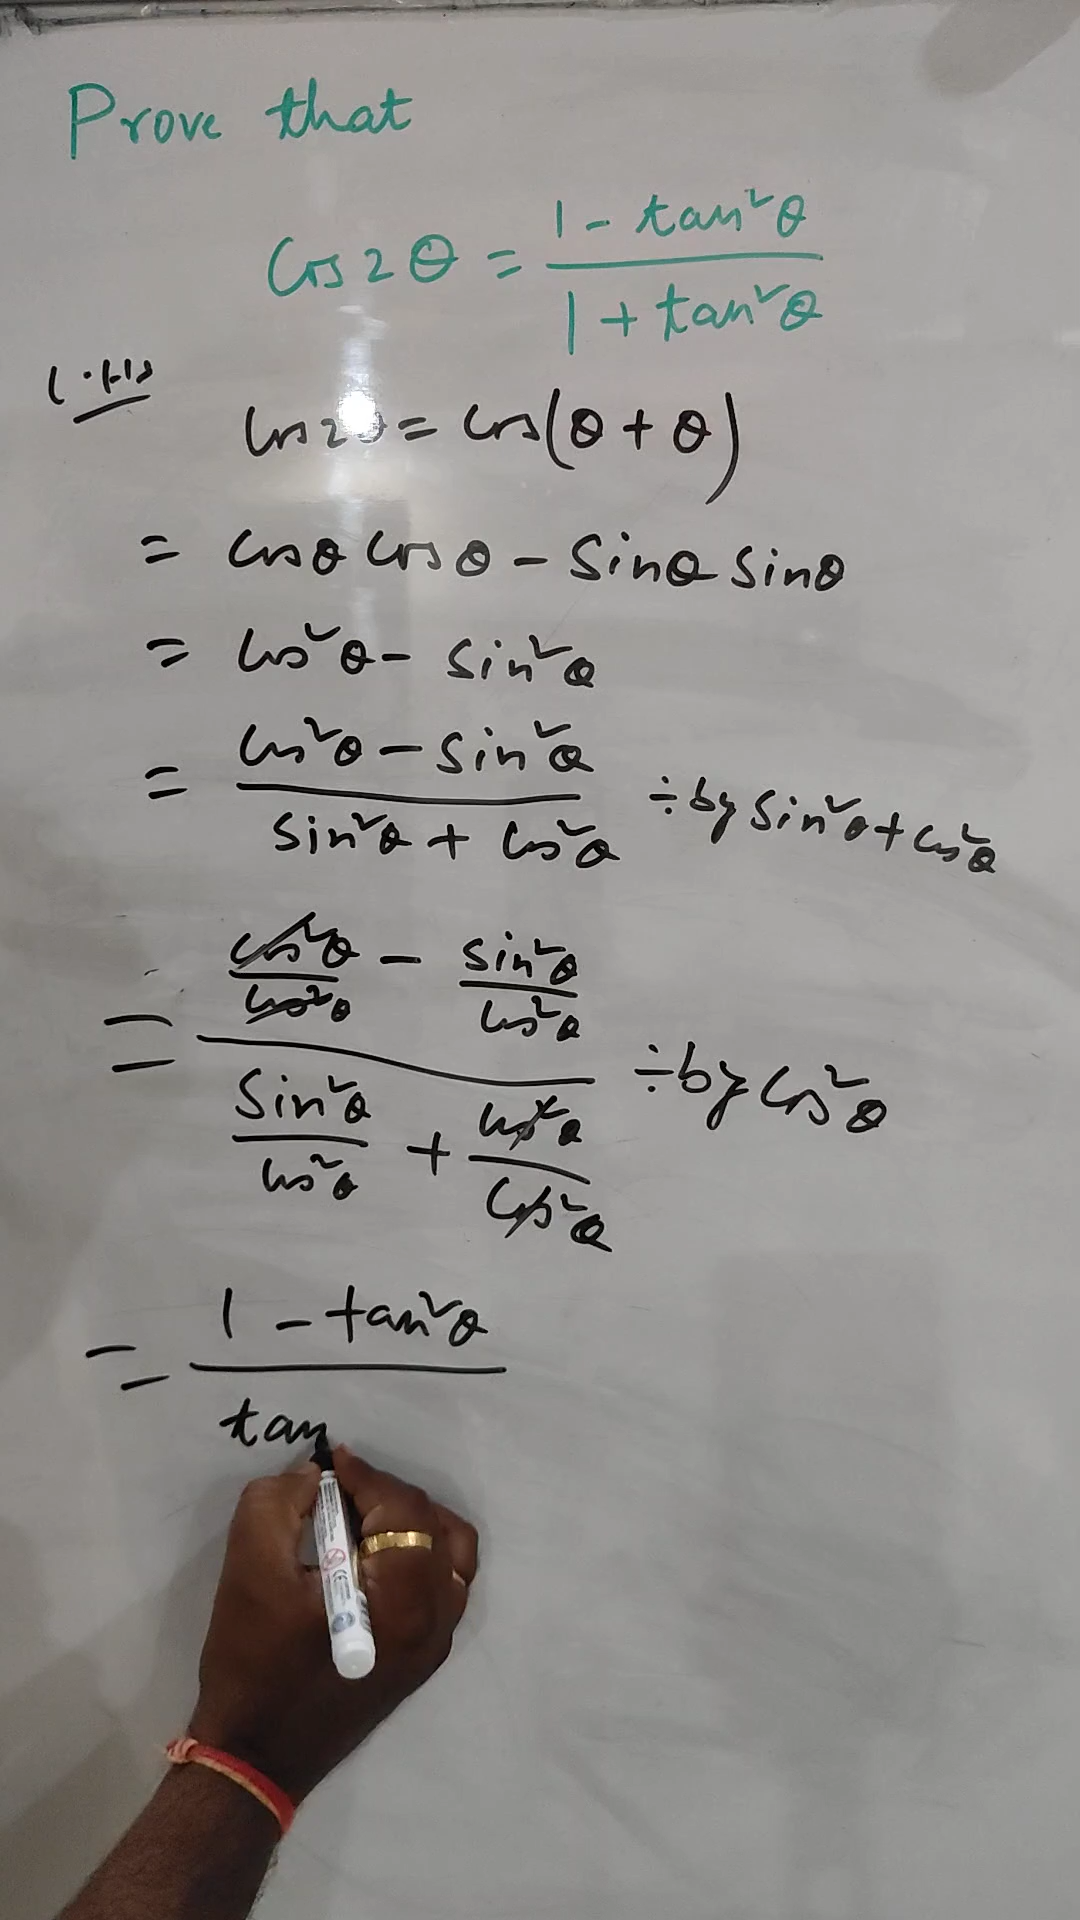 Prove that
Cos 2θ = (1 - tan²θ)/(1 + tan²θ)
L.H.S
Cos 2θ = Cos(θ + θ)
= Cosθ Cosθ - Sinθ Sinθ
= Cos²θ - Sin²θ
= (Cos²θ - Sin²θ)/(Sin²θ + Cos²θ) ÷ by Sin²θ + Cos²θ
= (Cos²θ/Cos²θ - Sin²θ/Cos²θ)/(Sin²θ/Cos²θ + Cos²θ/Cos²θ) ÷ by Cos²θ
= (1 - tan²θ)/(tan